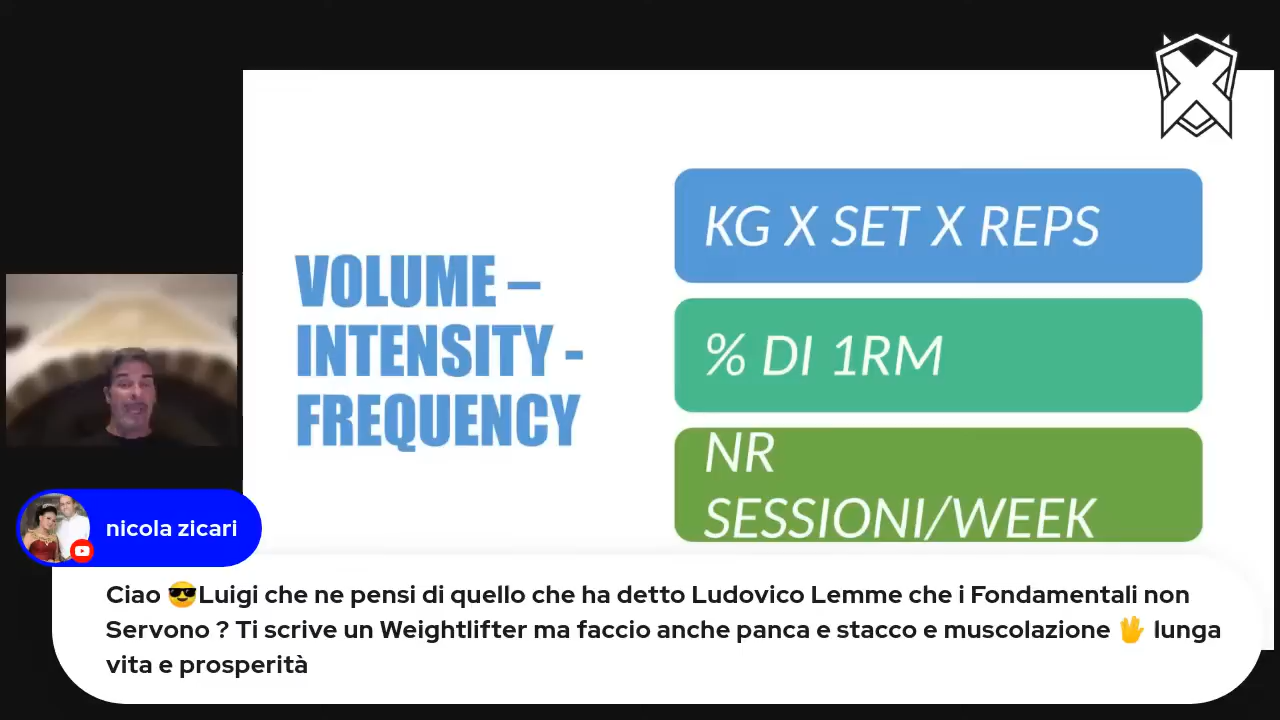 VOLUME –
INTENSITY -
FREQUENCY
KG X SET X REPS
% DI 1RM
NR
SESSIONI/WEEK
nicola zicari
Ciao 😎Luigi che ne pensi di quello che ha detto Ludovico Lemme che i Fondamentali non
Servono ? Ti scrive un Weightlifter ma faccio anche panca e stacco e muscolazione 🖖 lunga
vita e prosperità